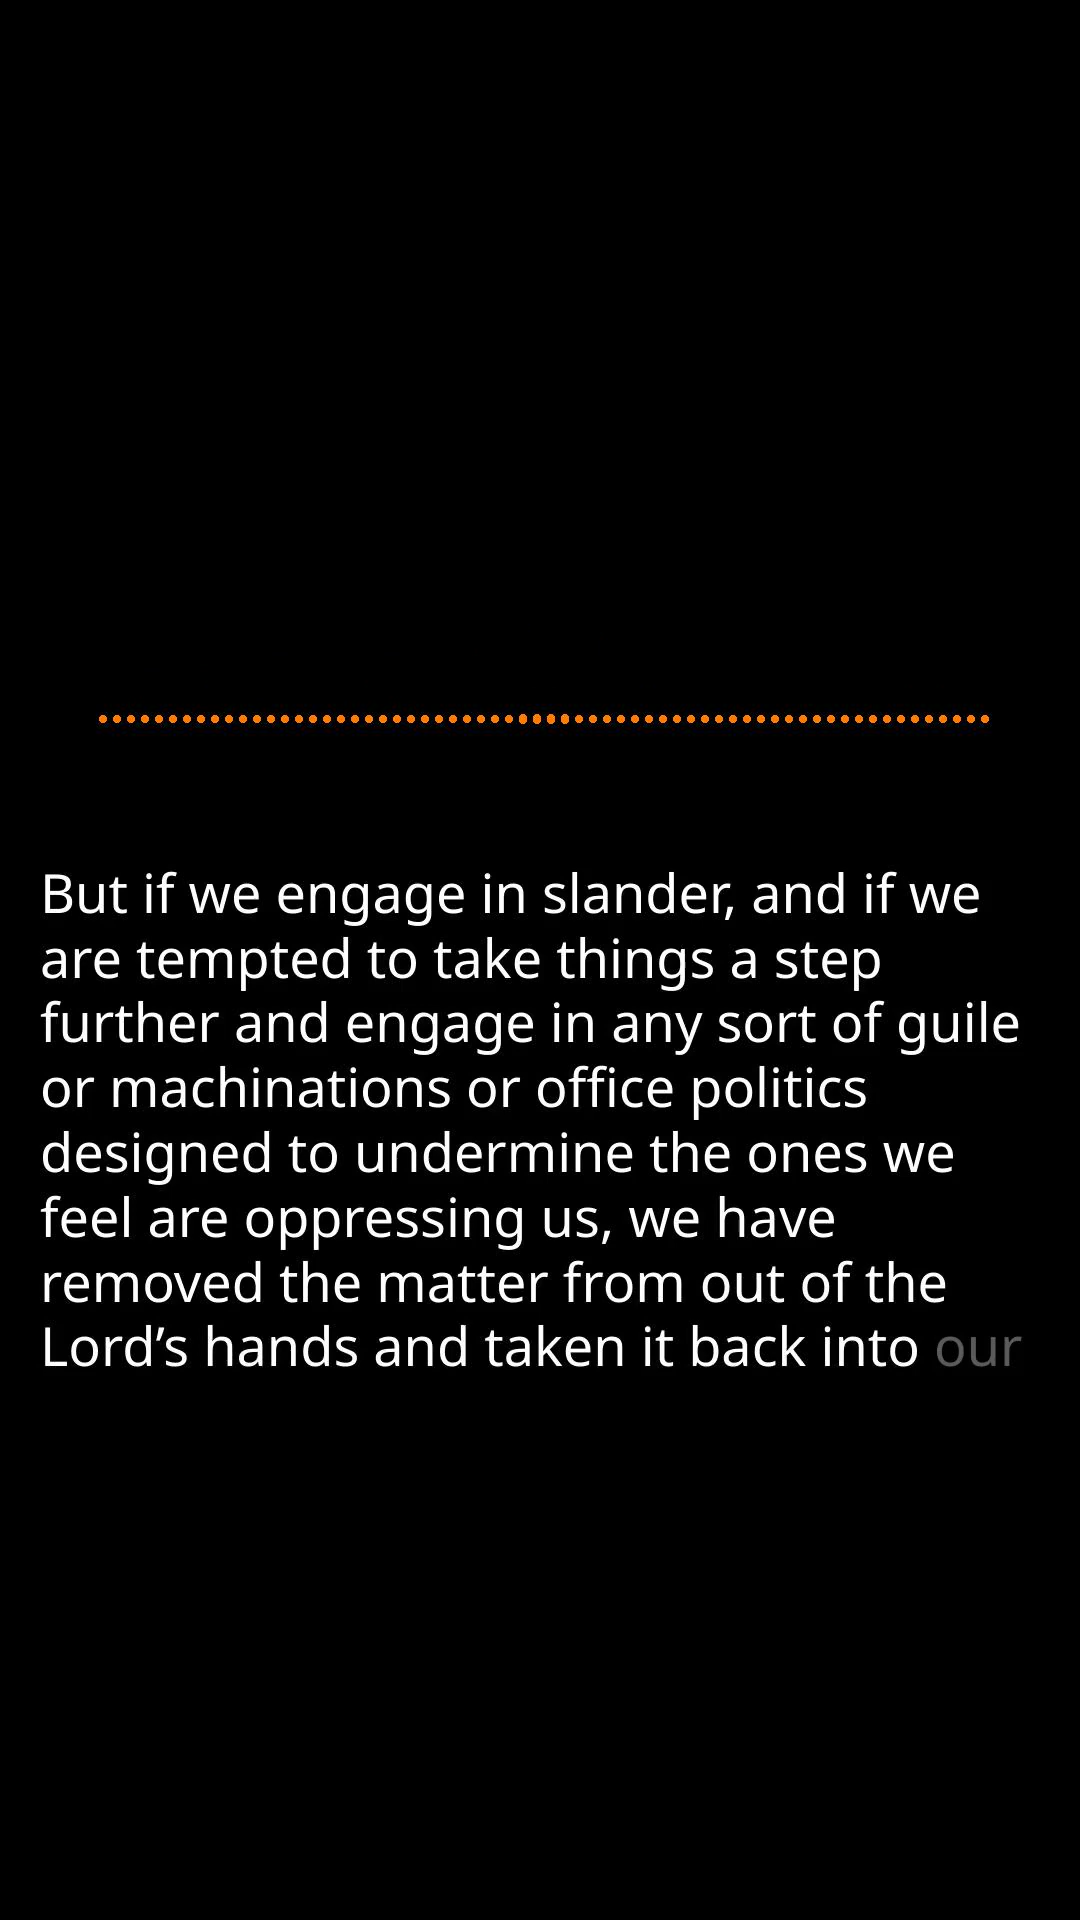 But if we engage in slander, and if we
are tempted to take things a step
further and engage in any sort of guile
or machinations or office politics
designed to undermine the ones we
feel are oppressing us, we have
removed the matter from out of the
Lord’s hands and taken it back into our